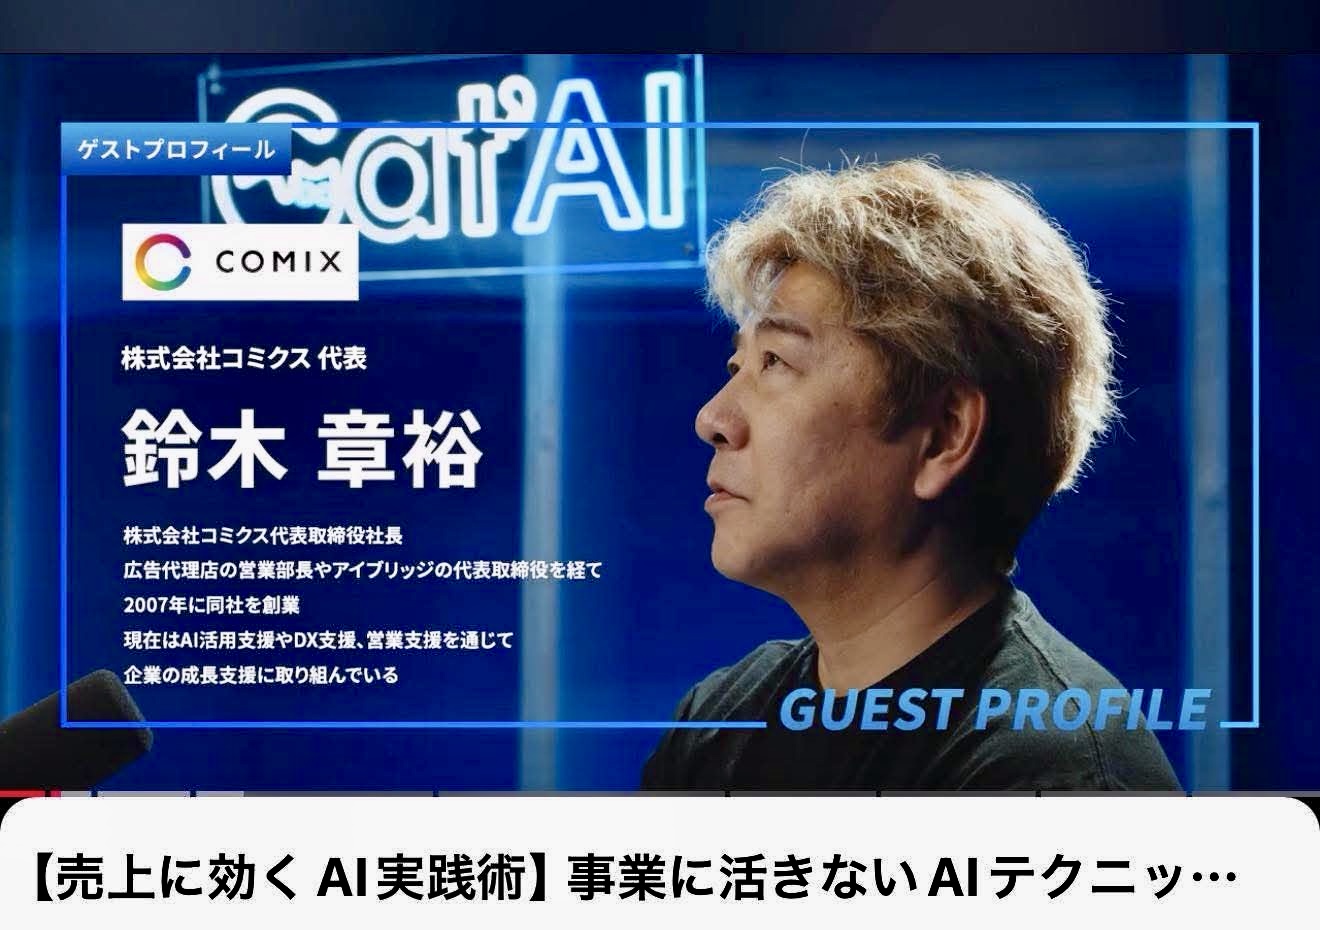 Cat'AI
ゲストプロフィール
COMIX
株式会社コミクス 代表
鈴木 章裕
株式会社コミクス代表取締役社長
広告代理店の営業部長やアイブリッジの代表取締役を経て
2007年に同社を創業
現在はAI活用支援やDX支援、営業支援を通じて
企業の成長支援に取り組んでいる
GUEST PROFILE
【売上に効くAI実践術】事業に活きないAIテクニッ…